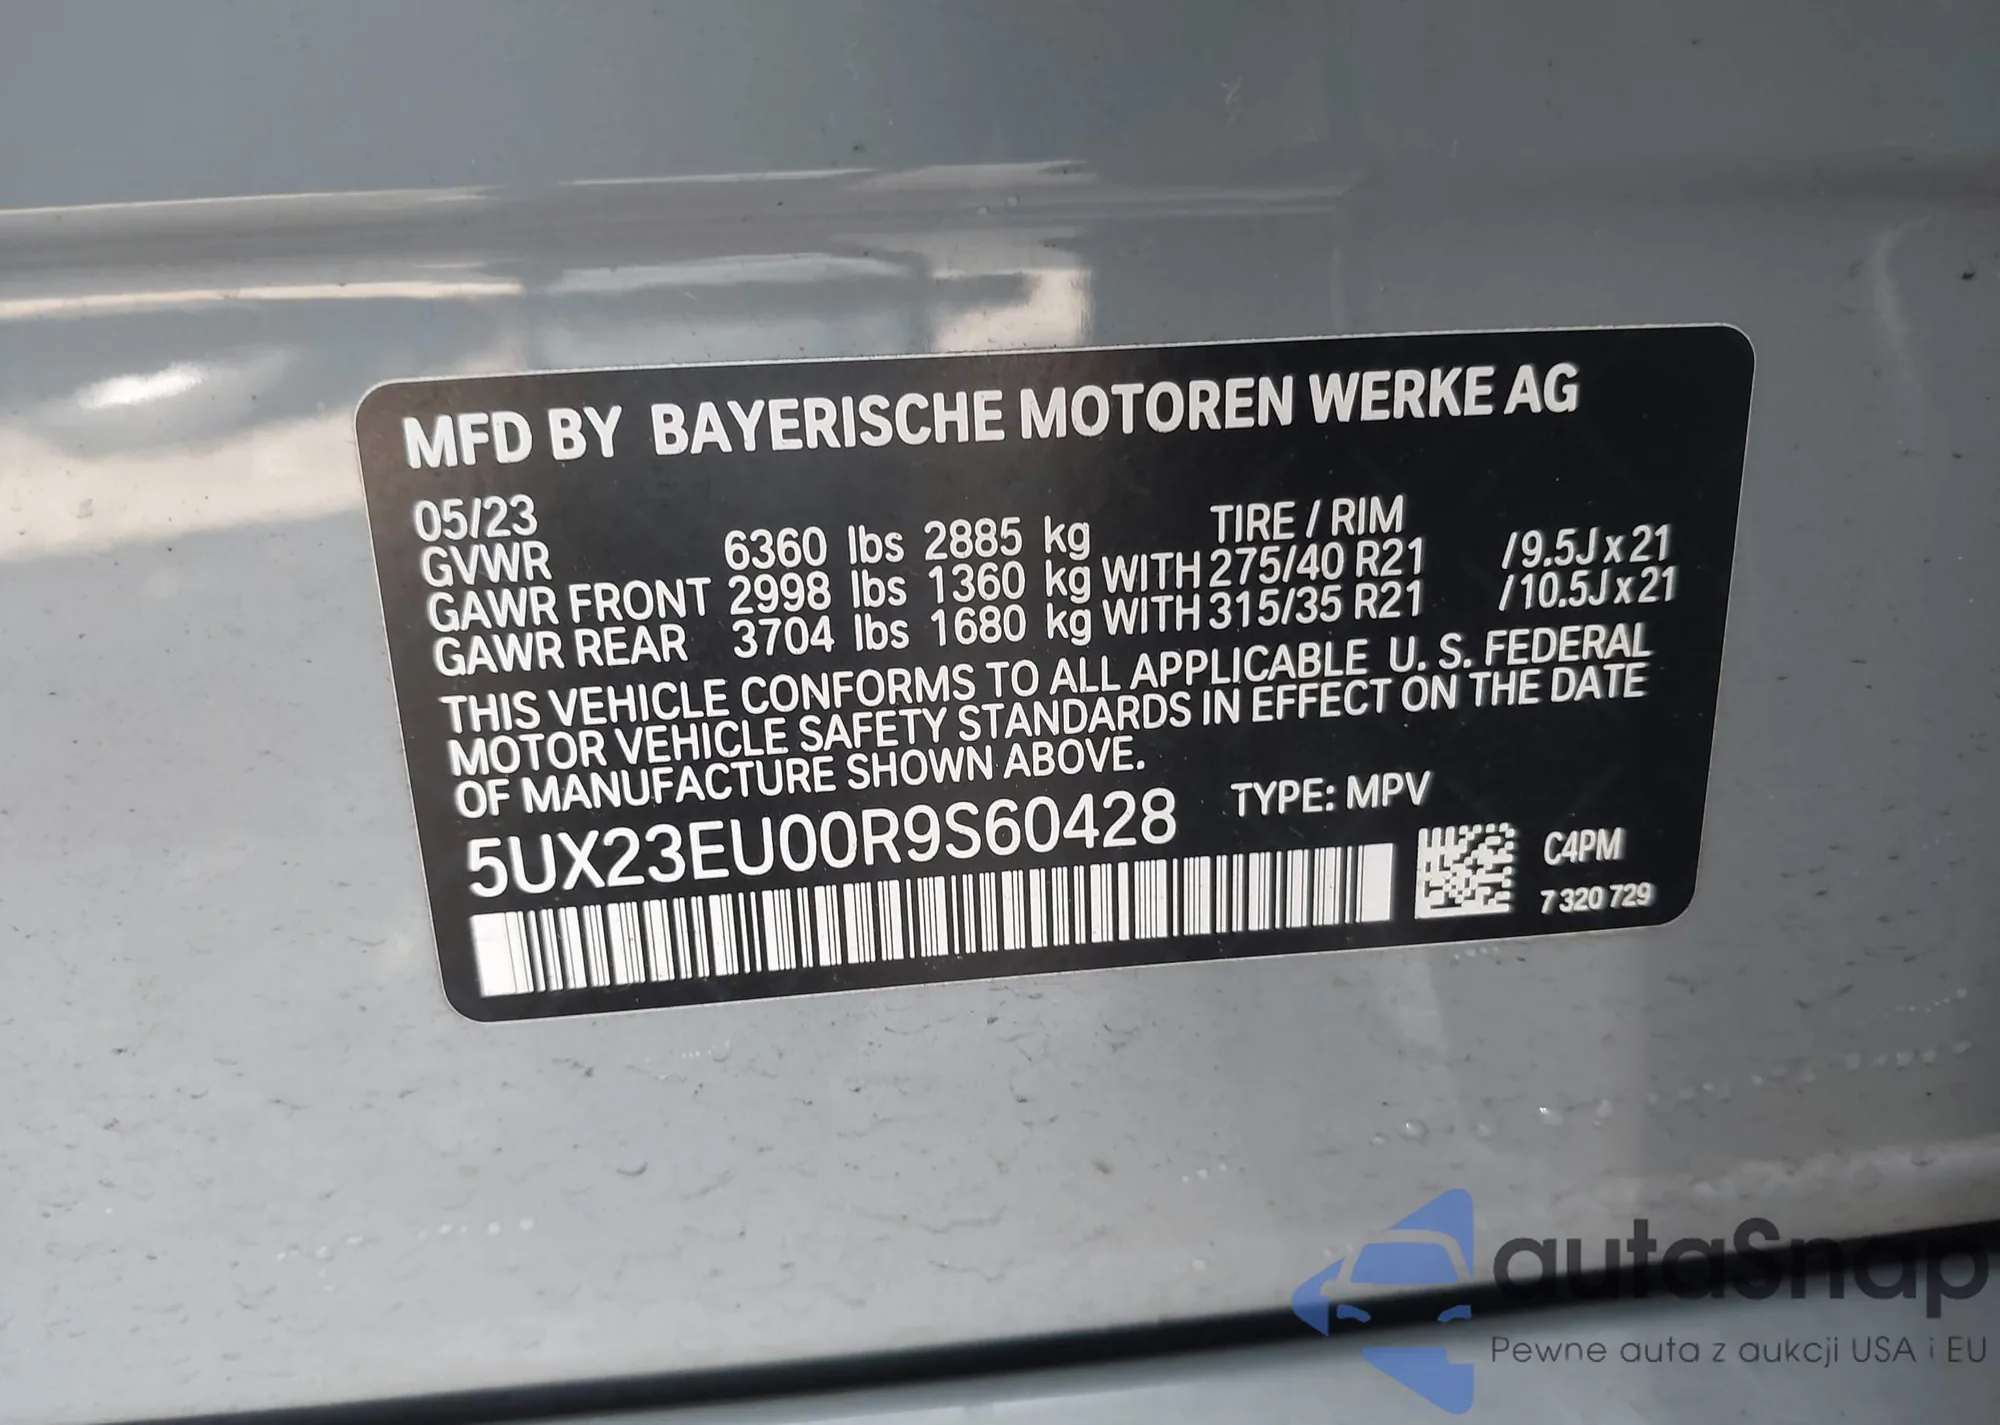 MFD BY BAYERISCHE MOTOREN WERKE AG
05/23 TIRE / RIM
GVWR 6360 lbs 2885 kg
GAWR FRONT 2998 lbs 1360 kg WITH 275/40 R21 /9.5J x 21
GAWR REAR 3704 lbs 1680 kg WITH 315/35 R21 /10.5J x 21
THIS VEHICLE CONFORMS TO ALL APPLICABLE U. S. FEDERAL
MOTOR VEHICLE SAFETY STANDARDS IN EFFECT ON THE DATE
OF MANUFACTURE SHOWN ABOVE.
5UX23EU00R9S60428 TYPE: MPV
C4PM
7 320 729
autaSnap
Pewne auta z aukcji USA i EU